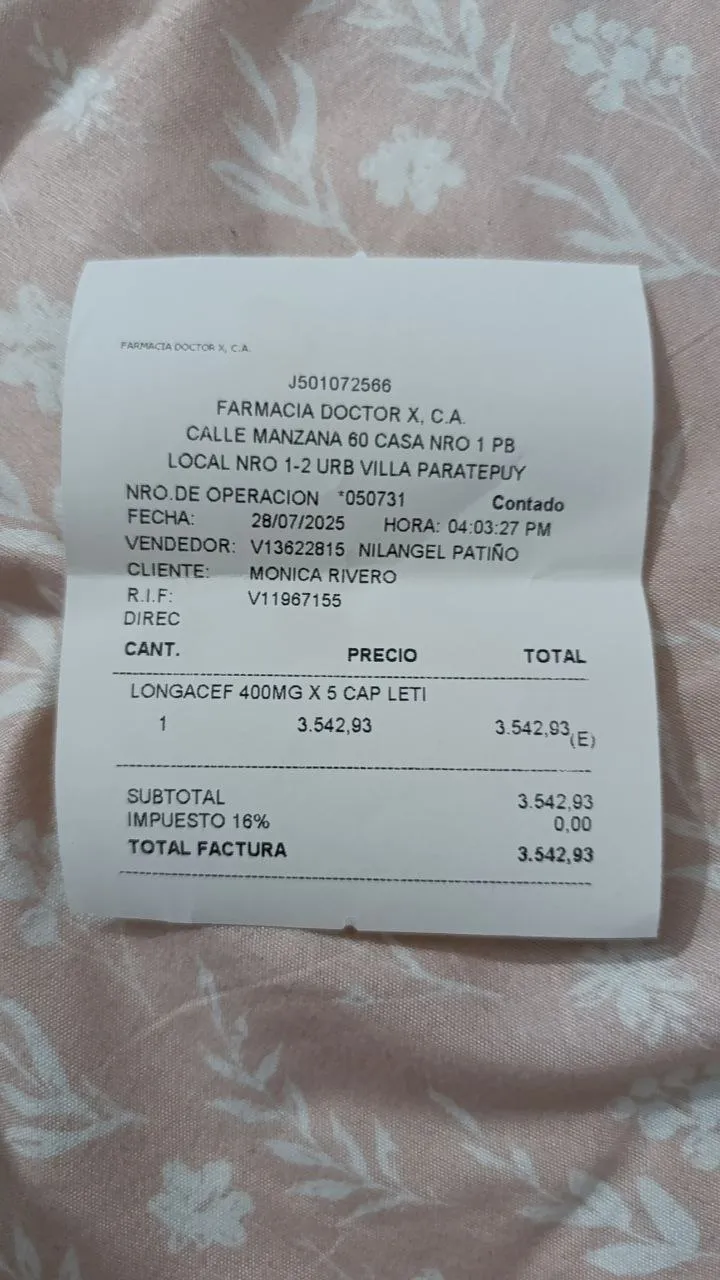 FARMACIA DOCTOR X, C.A.
J501072566
FARMACIA DOCTOR X, C.A.
CALLE MANZANA 60 CASA NRO 1 PB
LOCAL NRO 1-2 URB VILLA PARATEPUY
NRO.DE OPERACION *050731 Contado
FECHA: 28/07/2025 HORA: 04:03:27 PM
VENDEDOR: V13622815 NILANGEL PATIÑO
CLIENTE: MONICA RIVERO
R.I.F: V11967155
DIREC
CANT. PRECIO TOTAL
LONGACEF 400MG X 5 CAP LETI
1 3.542,93 3.542,93 (E)
SUBTOTAL 3.542,93
IMPUESTO 16% 0,00
TOTAL FACTURA 3.542,93